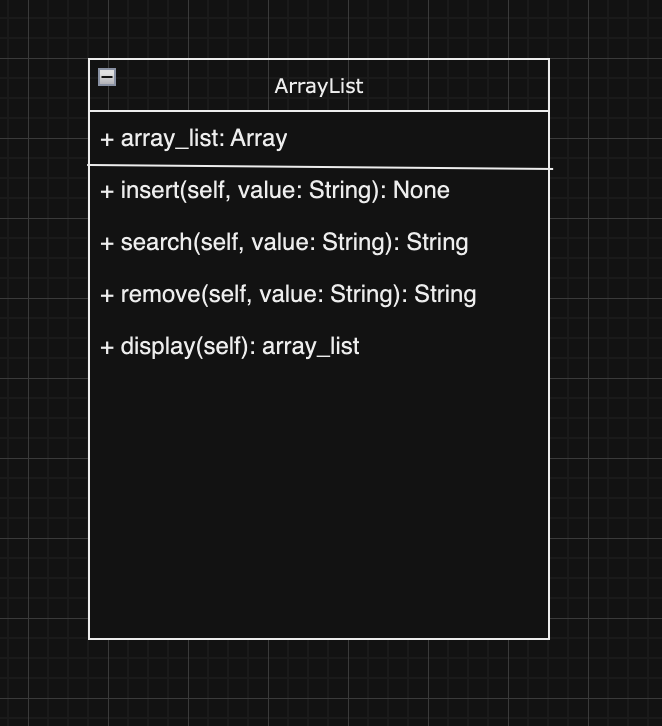 ArrayList
+ array_list: Array
+ insert(self, value: String): None
+ search(self, value: String): String
+ remove(self, value: String): String
+ display(self): array_list